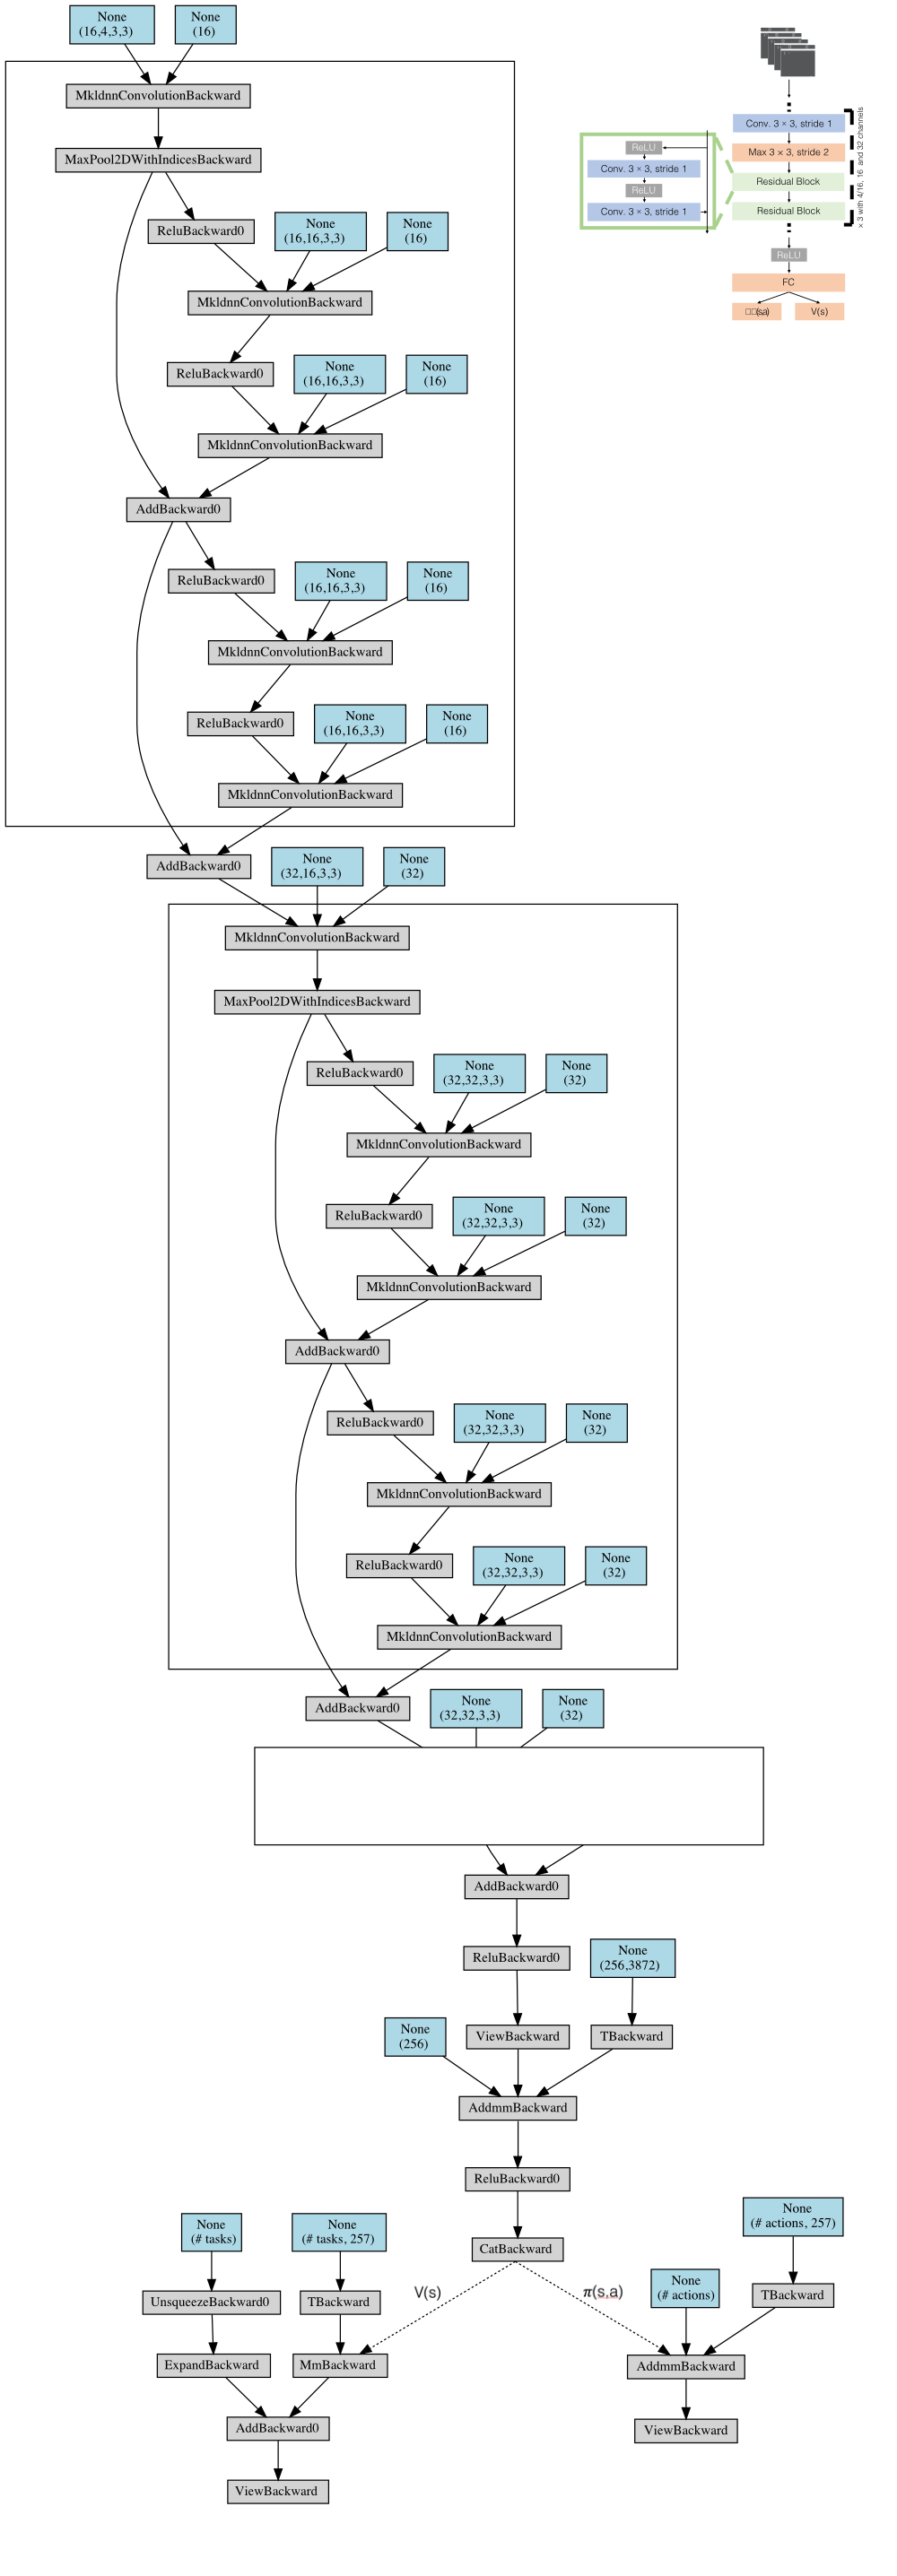 None
(16,4,3,3)
None
(16)
MkldnnConvolutionBackward
MaxPool2DWithIndicesBackward
ReluBackward0
None
(16,16,3,3)
None
(16)
MkldnnConvolutionBackward
ReluBackward0
None
(16,16,3,3)
None
(16)
MkldnnConvolutionBackward
AddBackward0
ReluBackward0
None
(16,16,3,3)
None
(16)
MkldnnConvolutionBackward
ReluBackward0
None
(16,16,3,3)
None
(16)
MkldnnConvolutionBackward
AddBackward0
None
(32,16,3,3)
None
(32)
MkldnnConvolutionBackward
MaxPool2DWithIndicesBackward
ReluBackward0
None
(32,32,3,3)
None
(32)
MkldnnConvolutionBackward
ReluBackward0
None
(32,32,3,3)
None
(32)
MkldnnConvolutionBackward
AddBackward0
ReluBackward0
None
(32,32,3,3)
None
(32)
MkldnnConvolutionBackward
ReluBackward0
None
(32,32,3,3)
None
(32)
MkldnnConvolutionBackward
AddBackward0
None
(32,32,3,3)
None
(32)
AddBackward0
ReluBackward0
None
(256,3872)
None
(256)
ViewBackward
TBackward
AddmmBackward
ReluBackward0
CatBackward
None
(# tasks)
None
(# tasks, 257)
None
(# actions, 257)
V(s)
π(s,a)
None
(# actions)
UnsqueezeBackward0
TBackward
TBackward
ExpandBackward
MmBackward
AddmmBackward
AddBackward0
ViewBackward
ViewBackward
Conv. 3 × 3, stride 1
Max 3 × 3, stride 2
Residual Block
Residual Block
× 3 with 4/16, 16 and 32 channels
ReLU
Conv. 3 × 3, stride 1
ReLU
Conv. 3 × 3, stride 1
ReLU
FC
(s,a)
V(s)